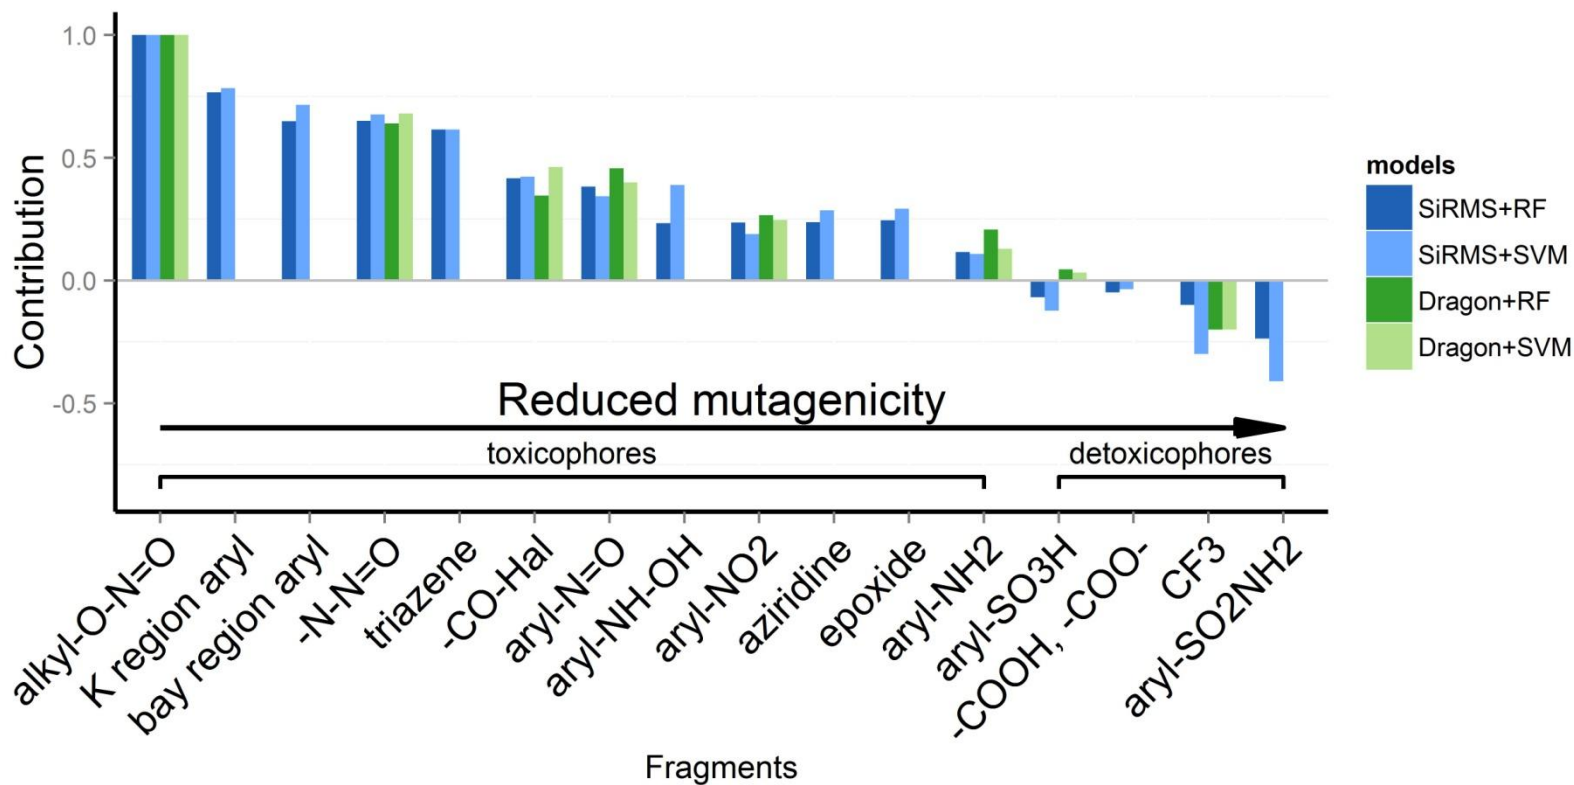 1.0
0.5
0.0
-0.5
Contribution
Reduced mutagenicity
toxicophores
detoxicophores
alkyl-O-N=O
K region aryl
bay region aryl
-N-N=O
triazene
-CO-Hal
aryl-N=O
aryl-NH-OH
aryl-NO2
aziridine
epoxide
aryl-NH2
aryl-SO3H
-COOH, -COO-
CF3
aryl-SO2NH2
Fragments
models
SiRMS+RF
SiRMS+SVM
Dragon+RF
Dragon+SVM